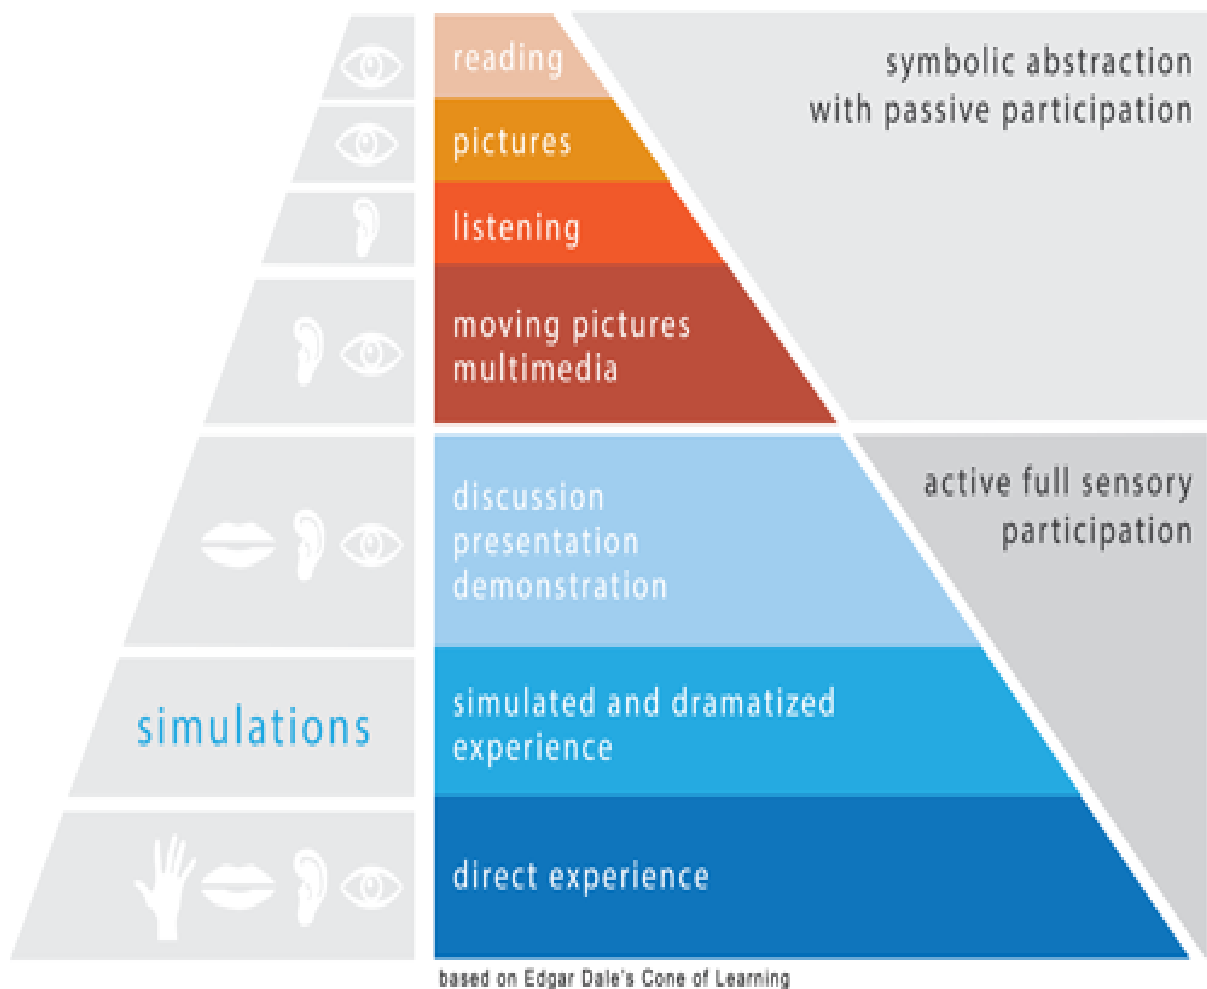 reading
symbolic abstraction
with passive participation
pictures
listening
moving pictures
multimedia
discussion
presentation
demonstration
active full sensory
participation
simulations
simulated and dramatized
experience
direct experience
based on Edgar Dale's Cone of Learning